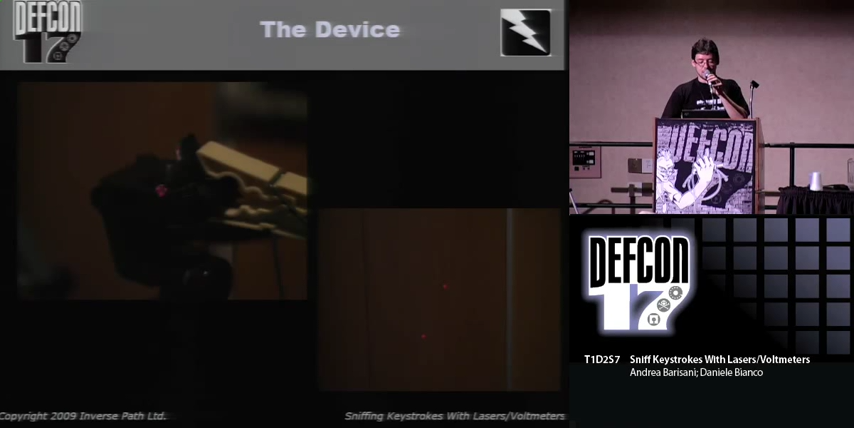 DEFCON
17
The Device
DEFCON
DEFCON
17
T1D2S7 Sniff Keystrokes With Lasers/Voltmeters
Andrea Barisani; Daniele Bianco
Copyright 2009 Inverse Path Ltd.
Sniffing Keystrokes With Lasers/Voltmeters